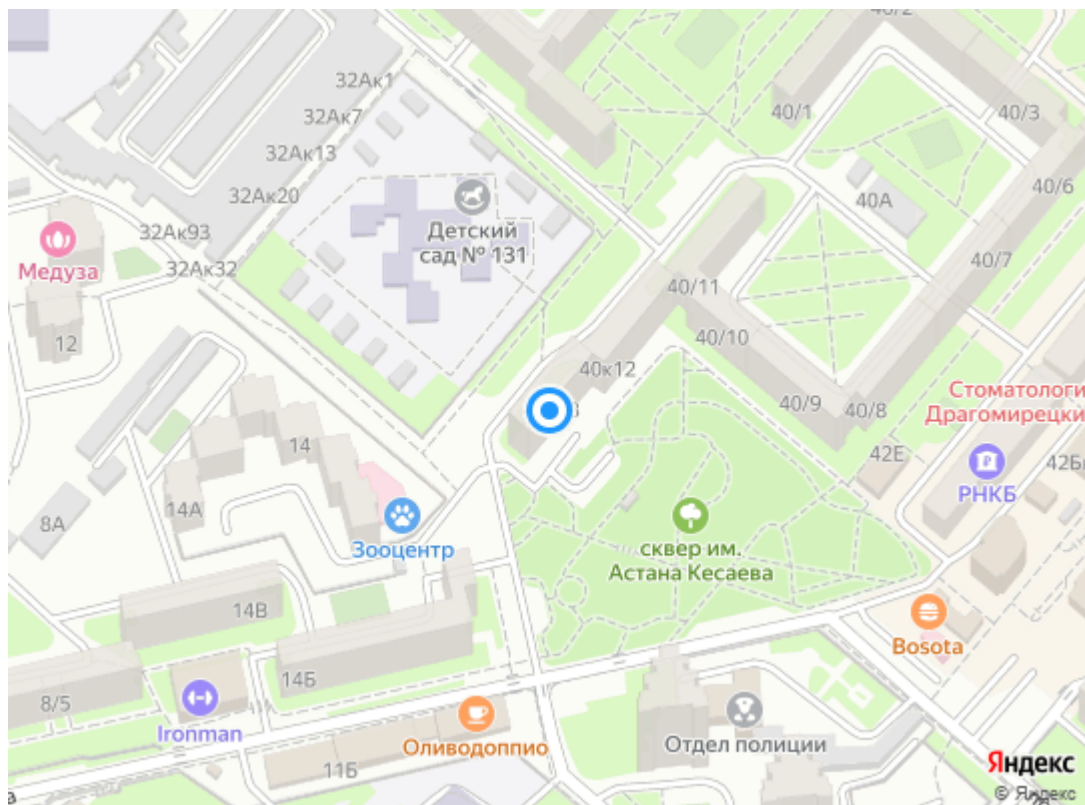 40/2
32Ак1
32Ак7
32Ак13
32Ак20
40/1
40/3
40/6
40А
Детский
сад № 131
32Ак93
32Ак32
Медуза
12
40/7
40/11
40/10
40к12
40/9
40/8
Стоматологи
Драгомирецки
42Е
РНКБ
42Б
14
14А
8А
Зооцентр
сквер им.
Астана Кесаева
14В
Bosota
14Б
8/5
Ironman
Оливодоппио
11Б
Отдел полиции
Яндекс
© Яндекс